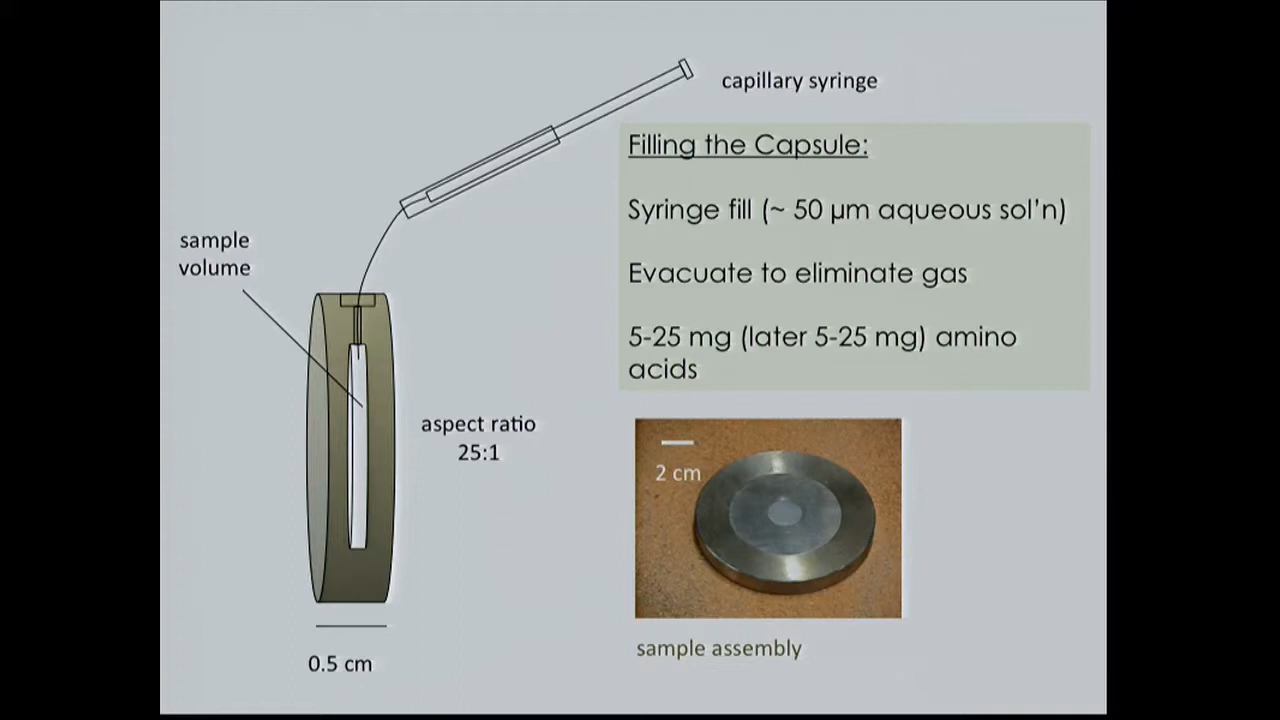 capillary syringe
Filling the Capsule:
Syringe fill (~ 50 µm aqueous sol’n)
Evacuate to eliminate gas
5-25 mg (later 5-25 mg) amino
acids
sample
volume
aspect ratio
25:1
2 cm
sample assembly
0.5 cm